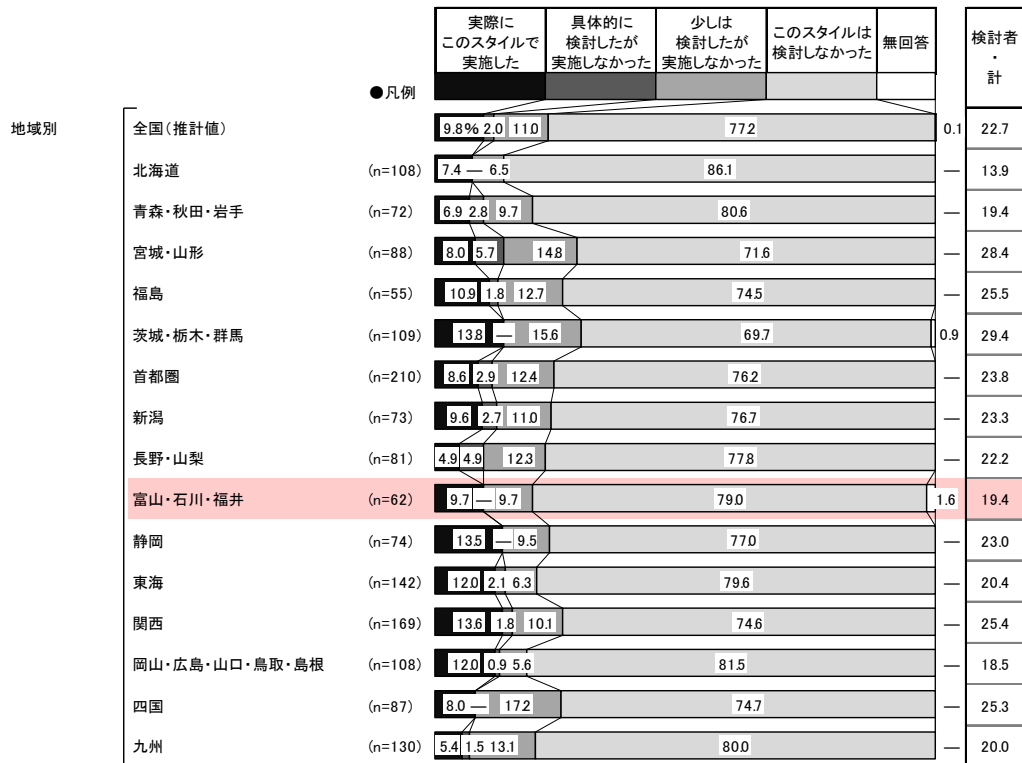 実際に
このスタイルで
実施した
具体的に
検討したが
実施しなかった
少しは
検討したが
実施しなかった
このスタイルは
検討しなかった
無回答
検討者
・
計
●凡例
地域別
全国(推計値) 9.8% 2.0 11.0 77.2 0.1 22.7
北海道 (n=108) 7.4 — 6.5 86.1 — 13.9
青森・秋田・岩手 (n=72) 6.9 2.8 9.7 80.6 — 19.4
宮城・山形 (n=88) 8.0 5.7 14.8 71.6 — 28.4
福島 (n=55) 10.9 1.8 12.7 74.5 — 25.5
茨城・栃木・群馬 (n=109) 13.8 — 15.6 69.7 0.9 29.4
首都圏 (n=210) 8.6 2.9 12.4 76.2 — 23.8
新潟 (n=73) 9.6 2.7 11.0 76.7 — 23.3
長野・山梨 (n=81) 4.9 4.9 12.3 77.8 — 22.2
富山・石川・福井 (n=62) 9.7 — 9.7 79.0 1.6 19.4
静岡 (n=74) 13.5 — 9.5 77.0 — 23.0
東海 (n=142) 12.0 2.1 6.3 79.6 — 20.4
関西 (n=169) 13.6 1.8 10.1 74.6 — 25.4
岡山・広島・山口・鳥取・島根 (n=108) 12.0 0.9 5.6 81.5 — 18.5
四国 (n=87) 8.0 — 17.2 74.7 — 25.3
九州 (n=130) 5.4 1.5 13.1 80.0 — 20.0